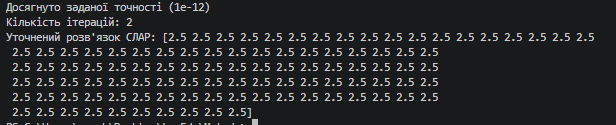 Досягнуто заданої точності (1e-12)
Кількість ітерацій: 2
Уточнений розв'язок СЛАР: [2.5 2.5 2.5 2.5 2.5 2.5 2.5 2.5 2.5 2.5 2.5 2.5 2.5 2.5 2.5 2.5 2.5 2.5
2.5 2.5 2.5 2.5 2.5 2.5 2.5 2.5 2.5 2.5 2.5 2.5 2.5 2.5 2.5 2.5 2.5 2.5
2.5 2.5 2.5 2.5 2.5 2.5 2.5 2.5 2.5 2.5 2.5 2.5 2.5 2.5 2.5 2.5 2.5 2.5
2.5 2.5 2.5 2.5 2.5 2.5 2.5 2.5 2.5 2.5 2.5 2.5 2.5 2.5 2.5 2.5 2.5 2.5
2.5 2.5 2.5 2.5 2.5 2.5 2.5 2.5 2.5 2.5 2.5 2.5 2.5 2.5 2.5 2.5 2.5 2.5
2.5 2.5 2.5 2.5 2.5 2.5 2.5 2.5 2.5 2.5]